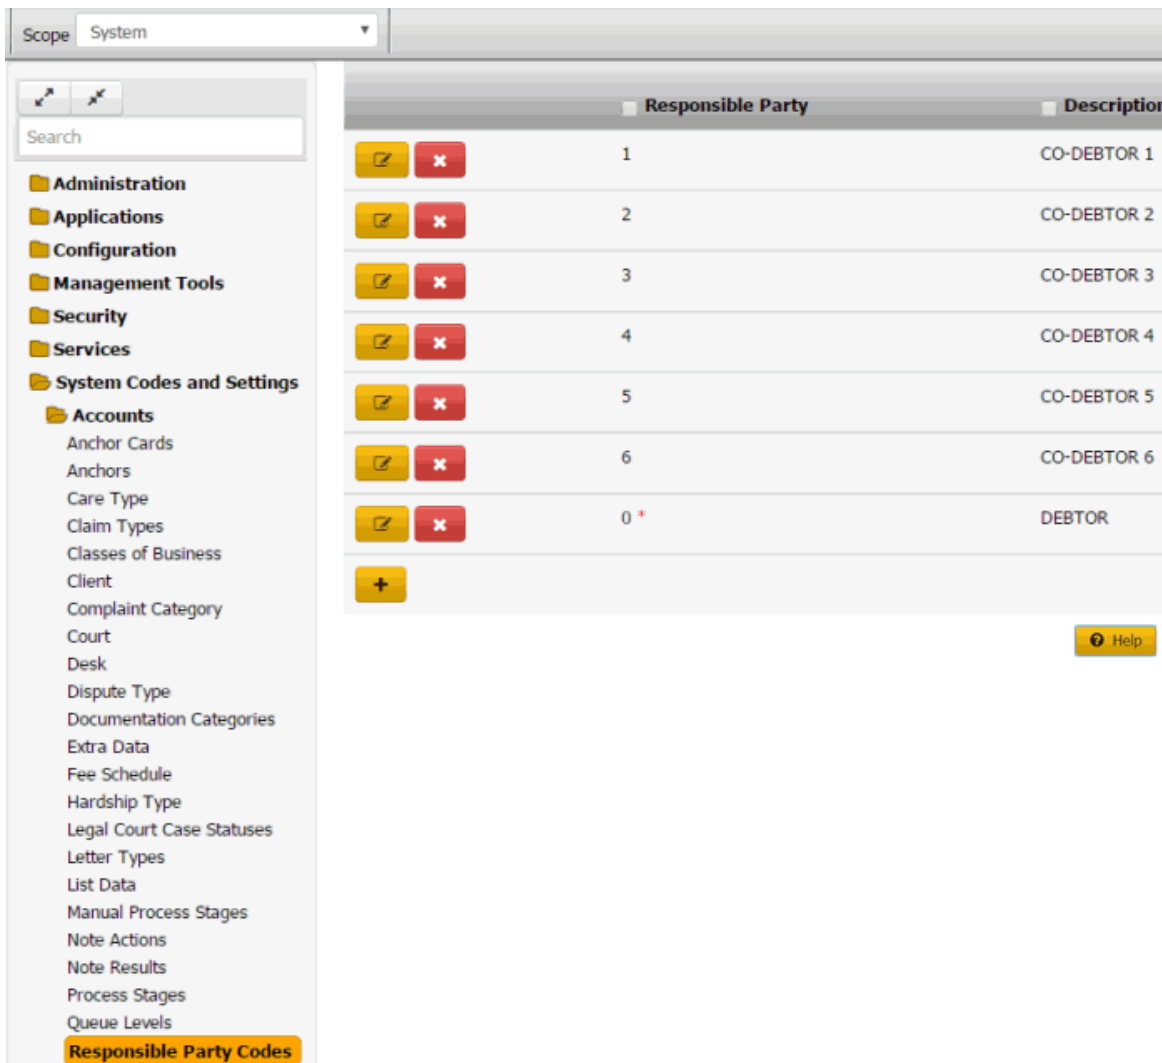 Scope System
Search
Administration
Applications
Configuration
Management Tools
Security
Services
System Codes and Settings
Accounts
Anchor Cards
Anchors
Care Type
Claim Types
Classes of Business
Client
Complaint Category
Court
Desk
Dispute Type
Documentation Categories
Extra Data
Fee Schedule
Hardship Type
Legal Court Case Statuses
Letter Types
List Data
Manual Process Stages
Note Actions
Note Results
Process Stages
Queue Levels
Responsible Party Codes
Responsible Party Description
1 CO-DEBTOR 1
2 CO-DEBTOR 2
3 CO-DEBTOR 3
4 CO-DEBTOR 4
5 CO-DEBTOR 5
6 CO-DEBTOR 6
0 * DEBTOR
Help